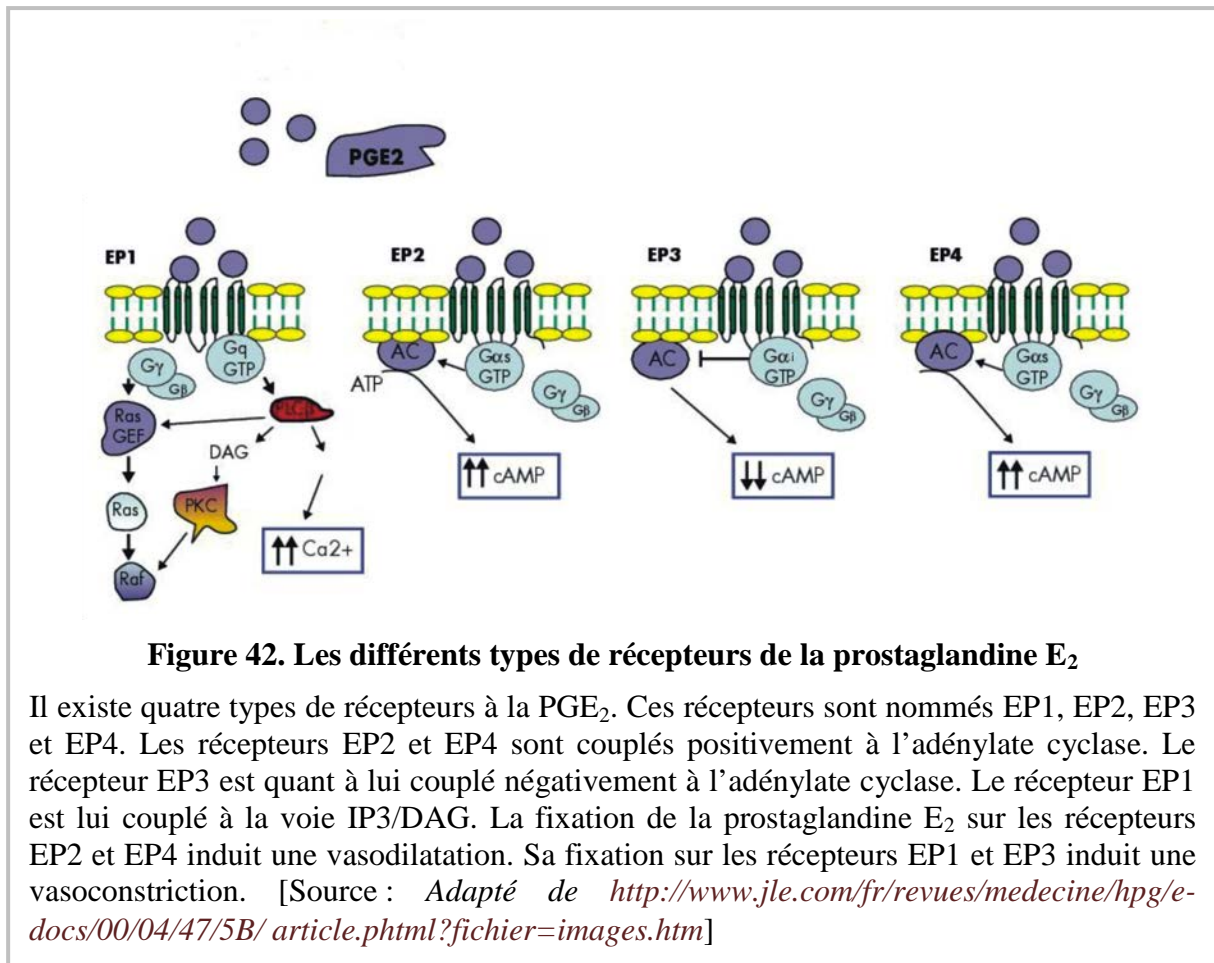 PGE2
EP1
EP2
EP3
EP4
Gγ
Gβ
Gq
GTP
AC
Gαs
GTP
AC
Gαi
GTP
AC
Gαs
GTP
ATP
Gγ
Gβ
Gγ
Gβ
Gγ
Gβ
Ras
GEF
PLCβ
DAG
cAMP
cAMP
cAMP
Ras
PKC
Ca2+
Raf
Figure 42. Les différents types de récepteurs de la prostaglandine E₂
Il existe quatre types de récepteurs à la PGE₂. Ces récepteurs sont nommés EP1, EP2, EP3
et EP4. Les récepteurs EP2 et EP4 sont couplés positivement à l’adénylate cyclase. Le
récepteur EP3 est quant à lui couplé négativement à l’adénylate cyclase. Le récepteur EP1
est lui couplé à la voie IP3/DAG. La fixation de la prostaglandine E₂ sur les récepteurs
EP2 et EP4 induit une vasodilatation. Sa fixation sur les récepteurs EP1 et EP3 induit une
vasoconstriction. [Source : Adapté de http://www.jle.com/fr/revues/medecine/hpg/e-
docs/00/04/47/5B/ article.phtml?fichier=images.htm]